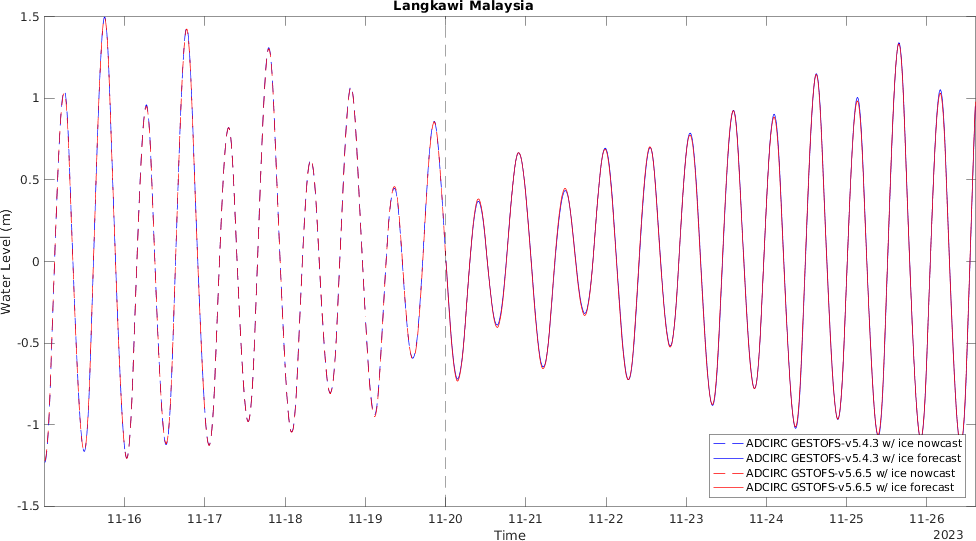 Langkawi Malaysia
Water Level (m)
1.5
1
0.5
0
-0.5
-1
-1.5
11-16
11-17
11-18
11-19
11-20
11-21
11-22
11-23
11-24
11-25
11-26
Time
2023
ADCIRC GESTOFS-v5.4.3 w/ ice nowcast
ADCIRC GESTOFS-v5.4.3 w/ ice forecast
ADCIRC GSTOFS-v5.6.5 w/ ice nowcast
ADCIRC GSTOFS-v5.6.5 w/ ice forecast